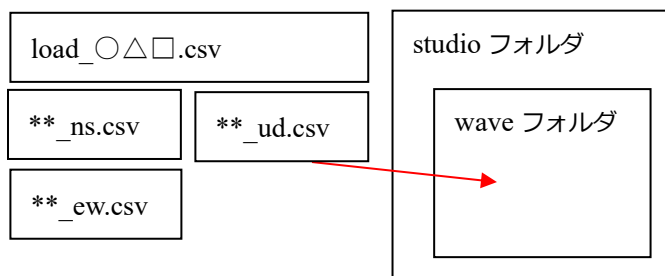 load_○△□.csv
studio フォルダ
**_ns.csv
**_ud.csv
wave フォルダ
**_ew.csv